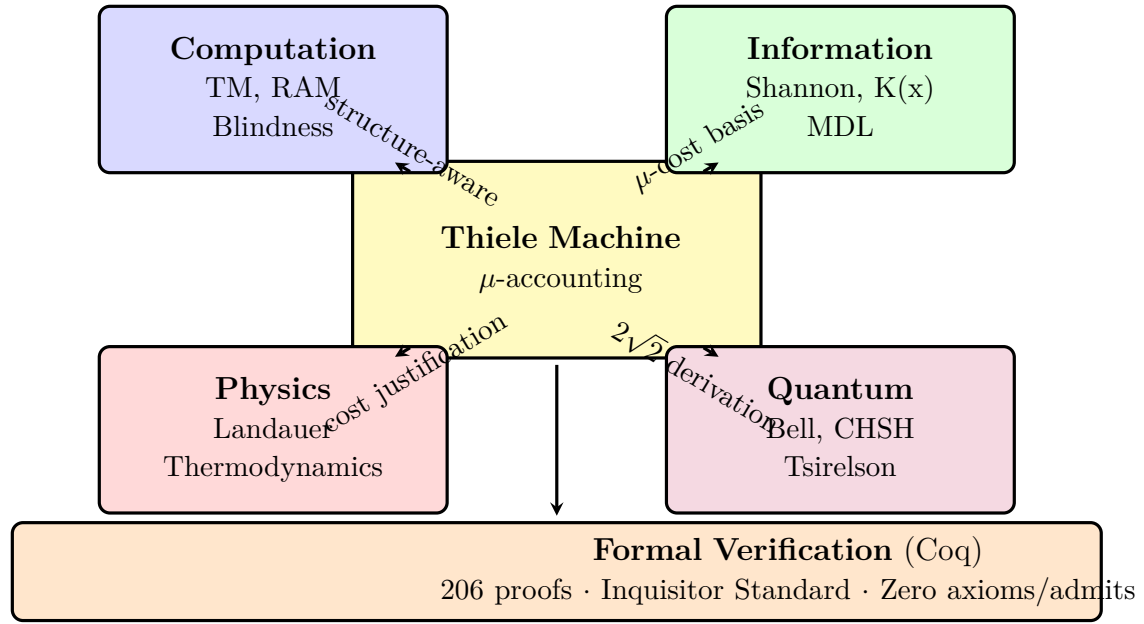 Computation
TM, RAM
Blindness
structure-aware
Information
Shannon, K(x)
MDL
μ-cost basis
Thiele Machine
μ-accounting
cost justification
2√2 derivation
Physics
Landauer
Thermodynamics
Quantum
Bell, CHSH
Tsirelson
Formal Verification (Coq)
206 proofs · Inquisitor Standard · Zero axioms/admits